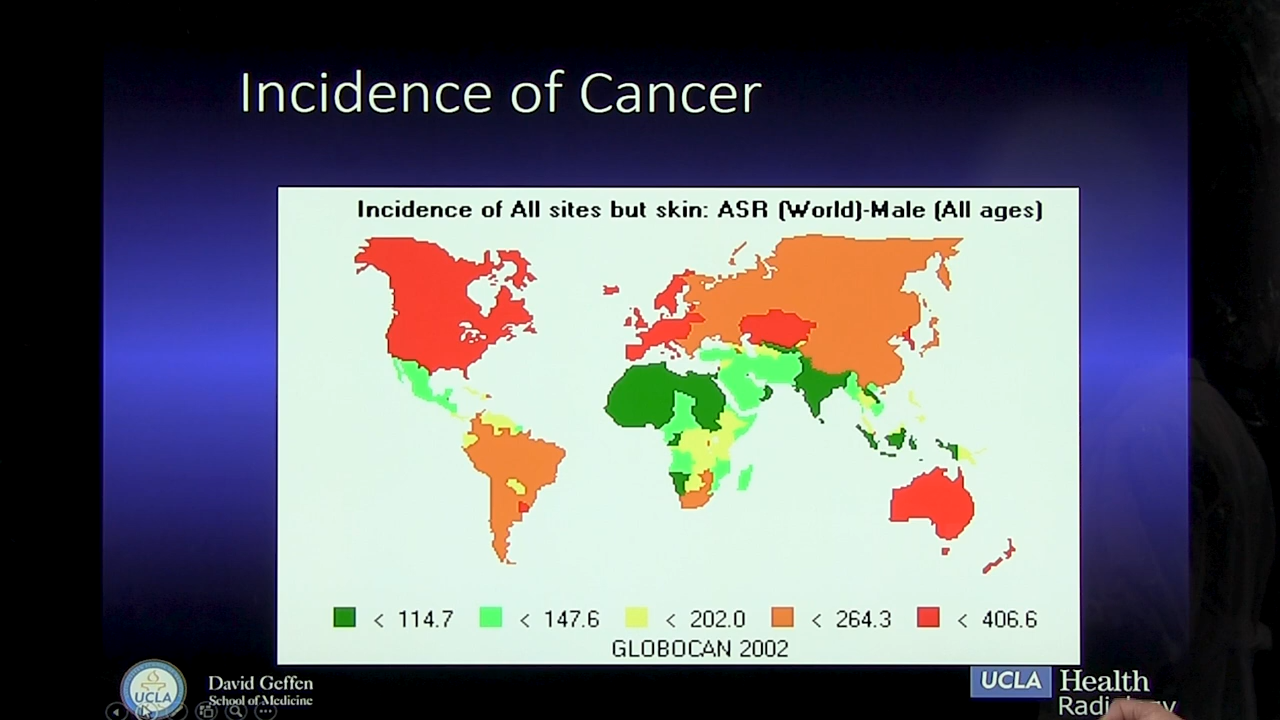 Incidence of Cancer
Incidence of All sites but skin: ASR (World)-Male (All ages)
< 114.7 < 147.6 < 202.0 < 264.3 < 406.6
GLOBOCAN 2002
UCLA
David Geffen
School of Medicine
UCLA Health
Radiology